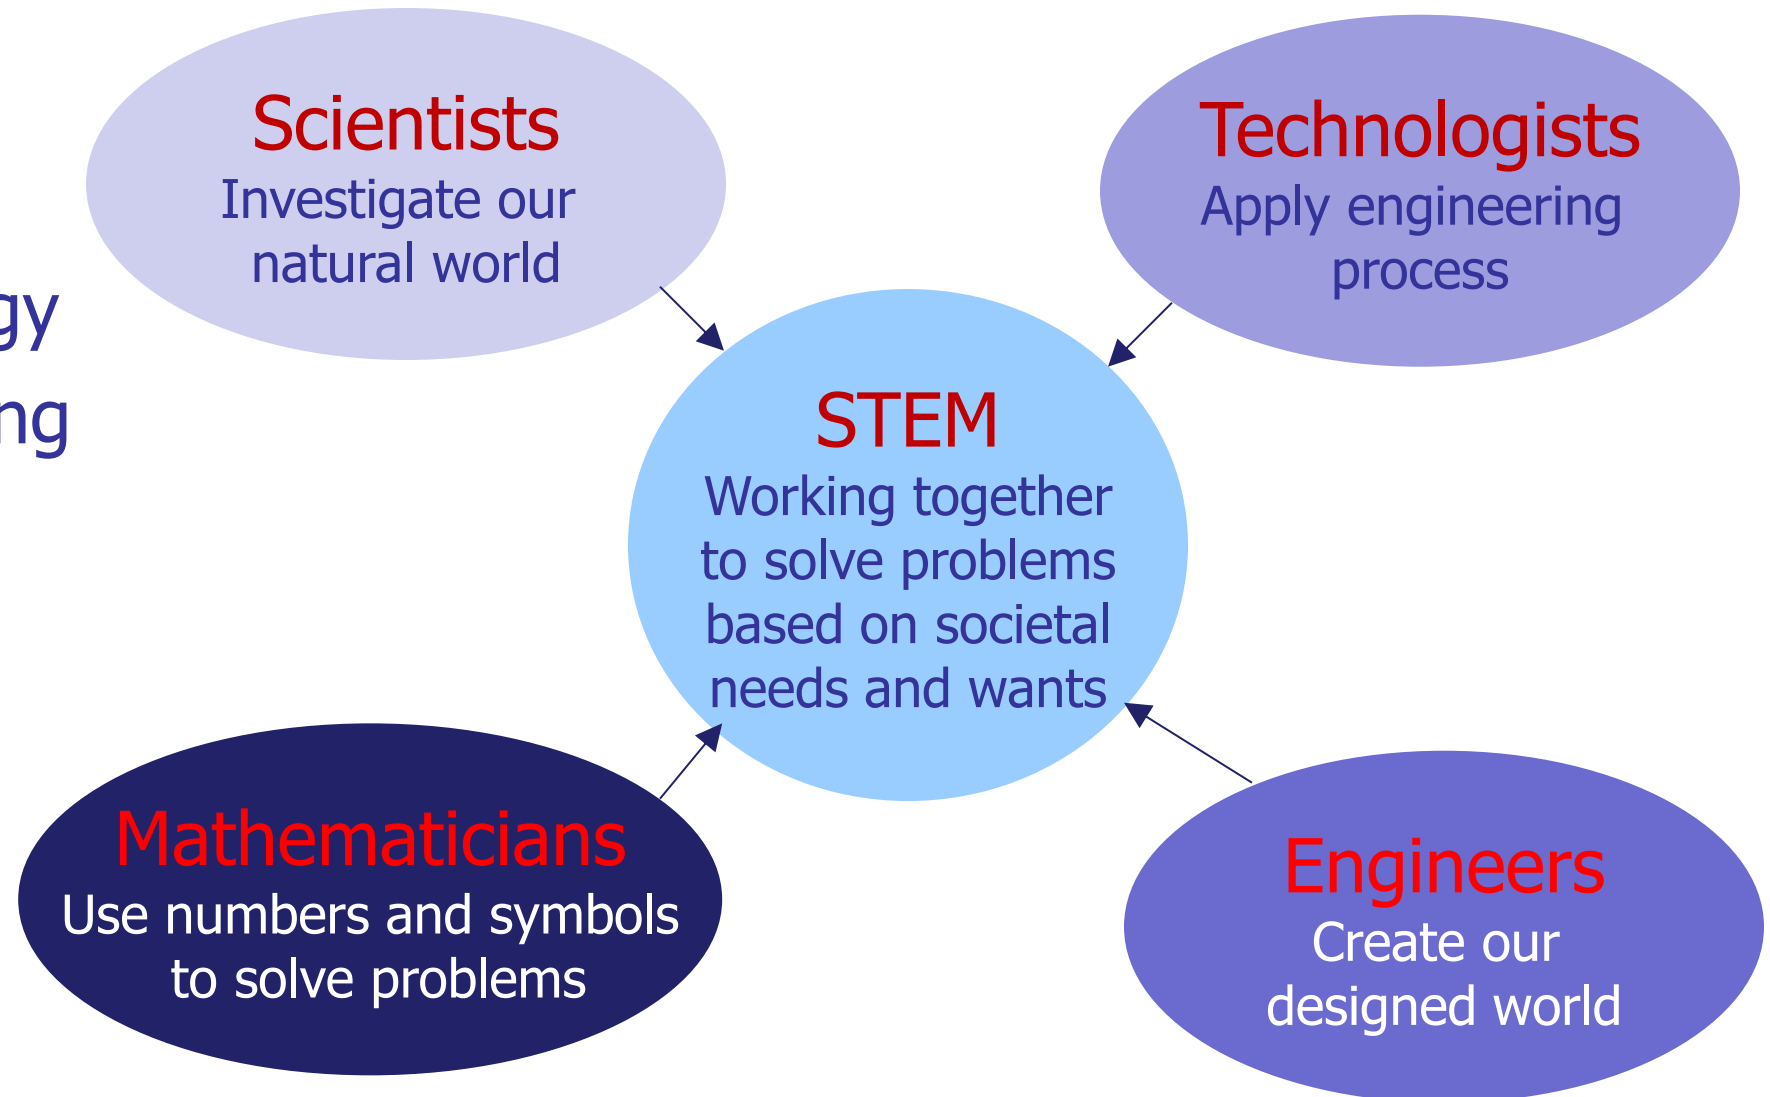 Scientists
Investigate our
natural world
Technologists
Apply engineering
process
STEM
Working together
to solve problems
based on societal
needs and wants
Mathematicians
Use numbers and symbols
to solve problems
Engineers
Create our
designed world